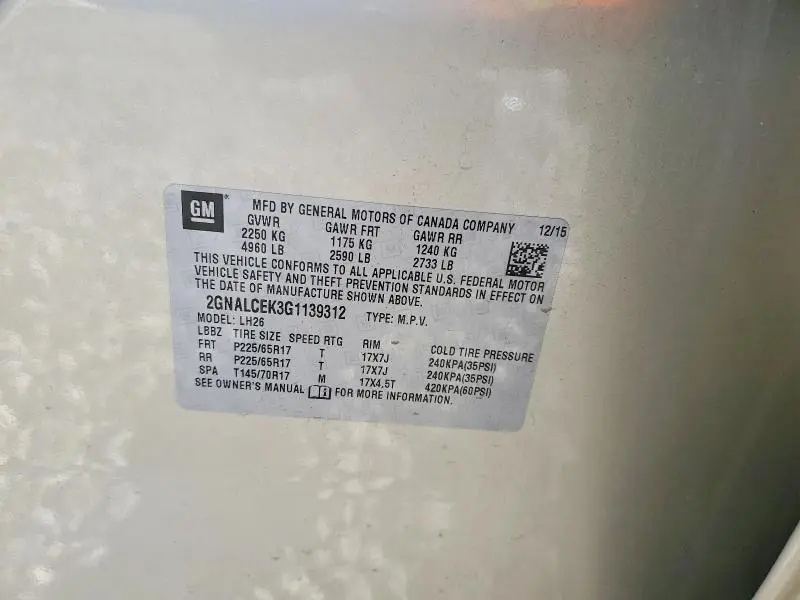 GM
MFD BY GENERAL MOTORS OF CANADA COMPANY 12/15
GVWR GAWR FRT GAWR RR
2250 KG 1175 KG 1240 KG
4960 LB 2590 LB 2733 LB
THIS VEHICLE CONFORMS TO ALL APPLICABLE U.S. FEDERAL MOTOR
VEHICLE SAFETY AND THEFT PREVENTION STANDARDS IN EFFECT ON
THE DATE OF MANUFACTURE SHOWN ABOVE.
2GNALCEK3G1139312 TYPE: M.P.V.
MODEL: LH26
LBBZ TIRE SIZE SPEED RTG RIM COLD TIRE PRESSURE
FRT P225/65R17 T 17X7J 240KPA(35PSI)
RR P225/65R17 T 17X7J 240KPA(35PSI)
SPA T145/70R17 M 17X4.5T 420KPA(60PSI)
SEE OWNER'S MANUAL FOR MORE INFORMATION.